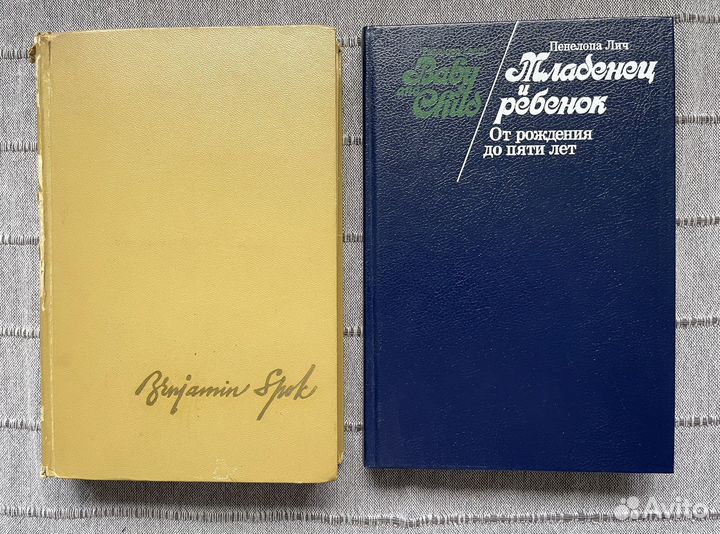 Benjamin Spok
Пенелопа Лич
Baby
and
Child
Младенец
и
ребенок
От рождения
до пяти лет
Avito